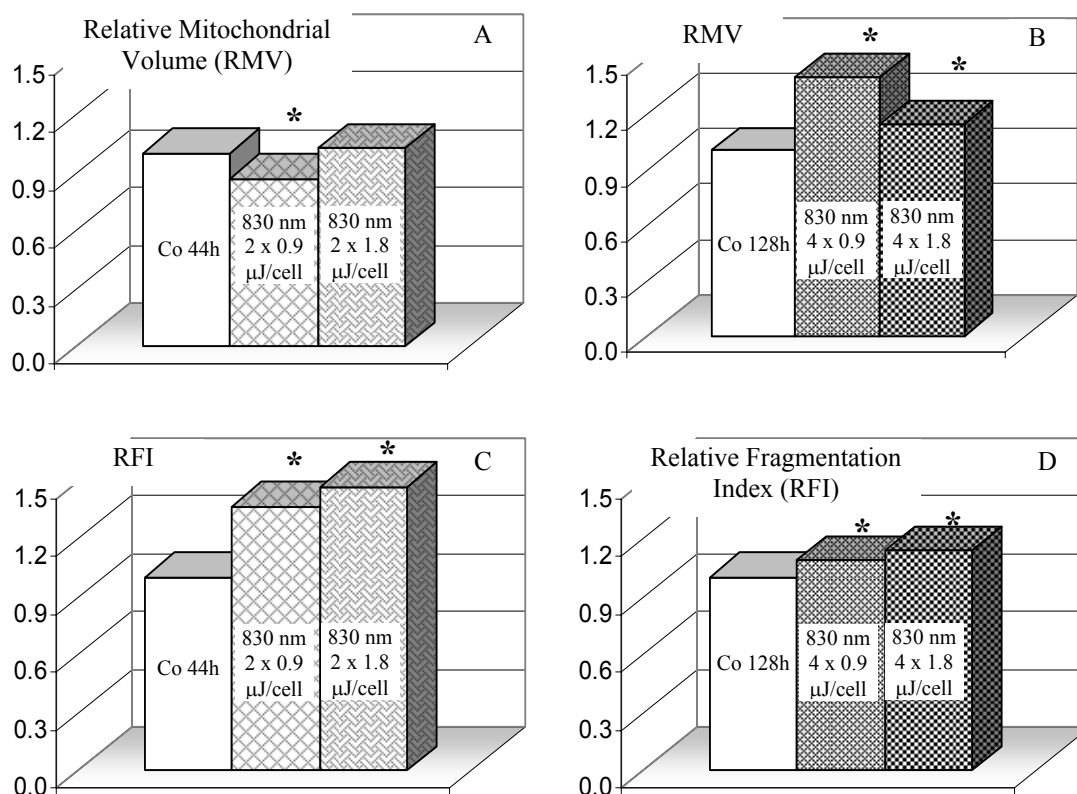 Relative Mitochondrial
Volume (RMV)
A
*
1.5
1.2
0.9
0.6
0.3
0.0
Co 44h
830 nm
2 x 0.9
µJ/cell
830 nm
2 x 1.8
µJ/cell
RMV
B
*
*
1.5
1.2
0.9
0.6
0.3
0.0
Co 128h
830 nm
4 x 0.9
µJ/cell
830 nm
4 x 1.8
µJ/cell
RFI
C
*
*
1.5
1.2
0.9
0.6
0.3
0.0
Co 44h
830 nm
2 x 0.9
µJ/cell
830 nm
2 x 1.8
µJ/cell
Relative Fragmentation
Index (RFI)
D
*
*
1.5
1.2
0.9
0.6
0.3
0.0
Co 128h
830 nm
4 x 0.9
µJ/cell
830 nm
4 x 1.8
µJ/cell